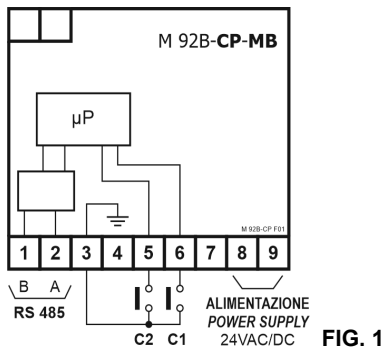 M 92B-CP-MB
µP
M 92B-CP F01
1 2 3 4 5 6 7 8 9
B A
RS 485
C2 C1
ALIMENTAZIONE
POWER SUPPLY
24VAC/DC
FIG. 1